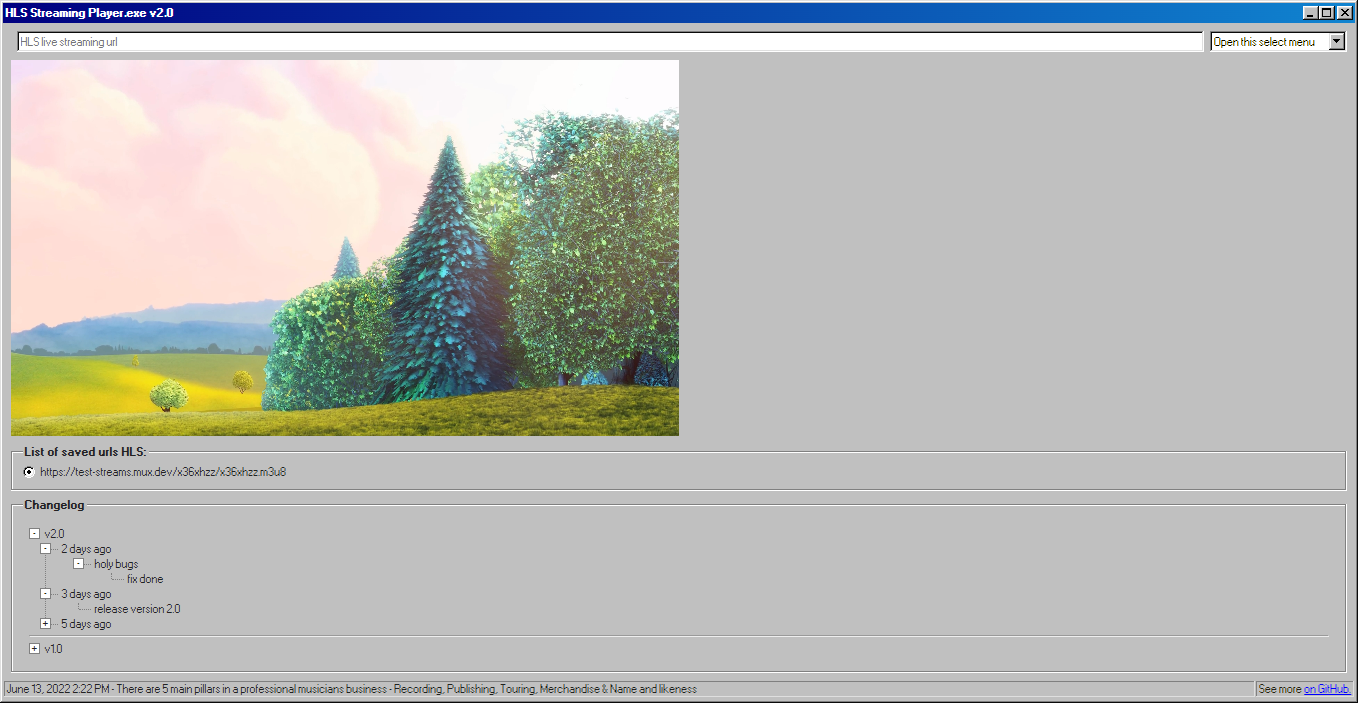 HLS Streaming Player.exe v2.0
HLS live streaming url
Open this select menu
List of saved urls HLS:
https://test-streams.mux.dev/x36xhzz/x36xhzz.m3u8
Changelog
v2.0
2 days ago
holy bugs
fix done
3 days ago
release version 2.0
5 days ago
v1.0
June 13, 2022 2:22 PM - There are 5 main pillars in a professional musicians business - Recording, Publishing, Touring, Merchandise & Name and likeness
See more on GitHub.